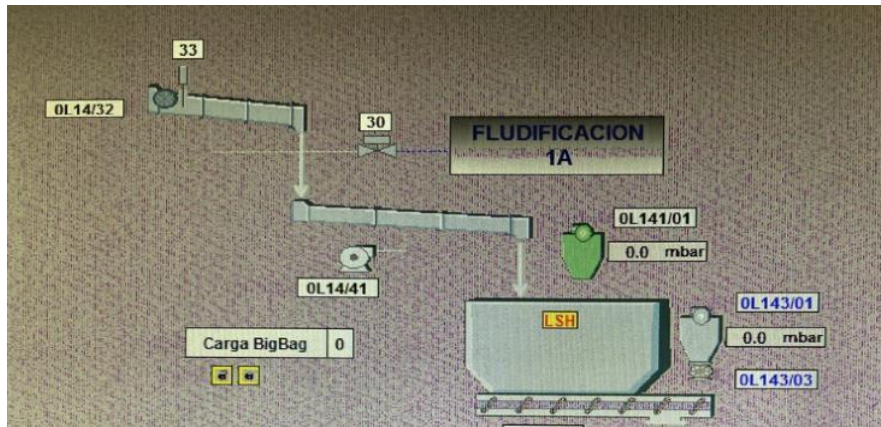 33
0L14/32
30
FLUDIFICACION
1A
0L141/01
0.0 mbar
0L14/41
0L143/01
LSH
Carga BigBag 0
0.0 mbar
0L143/03